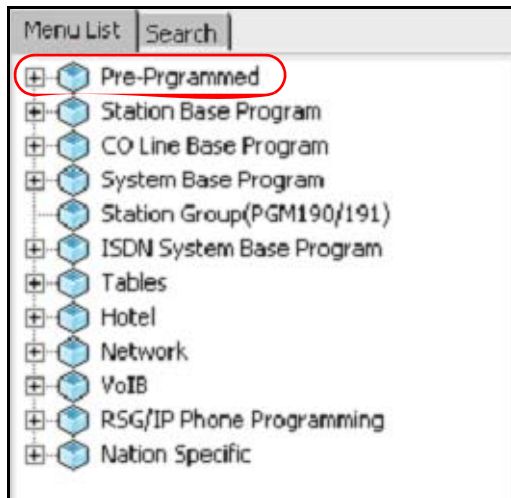 Menu List Search
Pre-Prgrammed
Station Base Program
CO Line Base Program
System Base Program
Station Group(PGM190/191)
ISDN System Base Program
Tables
Hotel
Network
VoIB
RSG/IP Phone Programming
Nation Specific